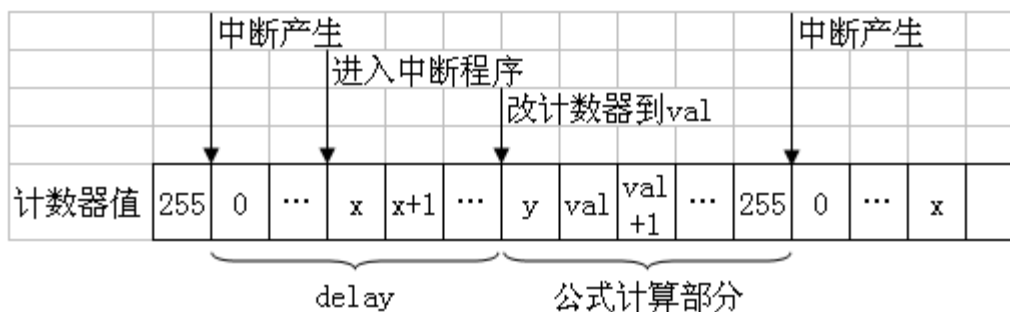 中断产生 中断产生
进入中断程序
改计数器到val
计数器值 255 0 … x x+1 … y val val+1 … 255 0 … x
delay 公式计算部分